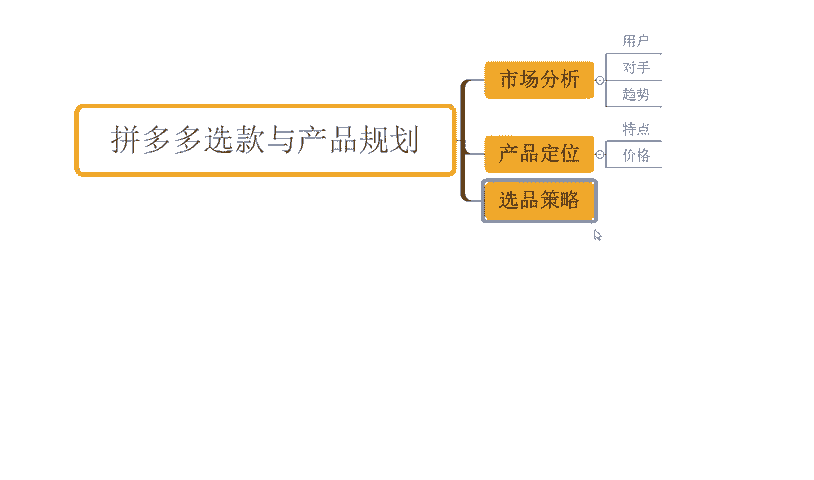 拼多多选款与产品规划
市场分析
用户
对手
趋势
产品定位
特点
价格
选品策略